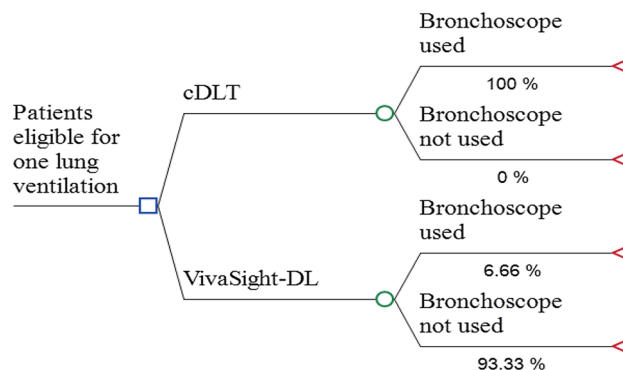 Bronchoscope
used
100 %
cDLT
Bronchoscope
not used
0 %
Patients
eligible for
one lung
ventilation
Bronchoscope
used
6.66 %
VivaSight-DL
Bronchoscope
not used
93.33 %